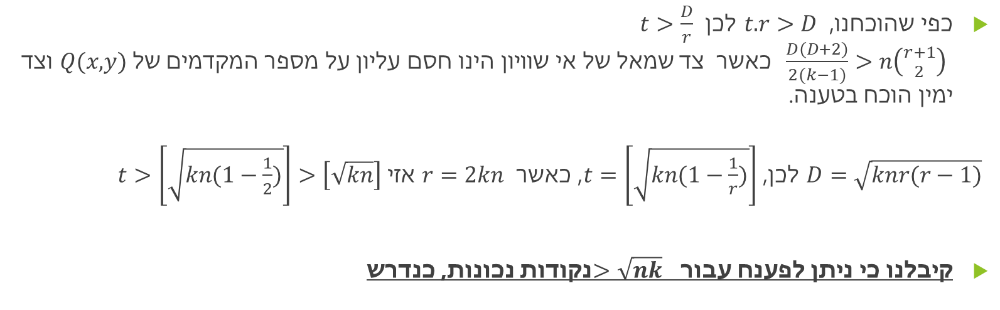 כפי שהוכחנו, $t.r > D$ לכן $t > \frac{D}{r}$
$\frac{D(D+2)}{2(k-1)} > n\binom{r+1}{2}$ כאשר צד שמאל של אי שוויון הינו חסם עליון על מספר המקדמים של $Q(x,y)$ וצד
ימין הוכח בטענה.
$D = \sqrt{knr(r-1)}$ לכן, $t = \left[\sqrt{kn(1-\frac{1}{r})}\right]$, כאשר $r = 2kn$ אזי $t > \left[\sqrt{kn(1-\frac{1}{2})}\right] > [\sqrt{kn}]$
קיבלנו כי ניתן לפענח עבור $> \sqrt{nk}$ נקודות נכונות, כנדרש